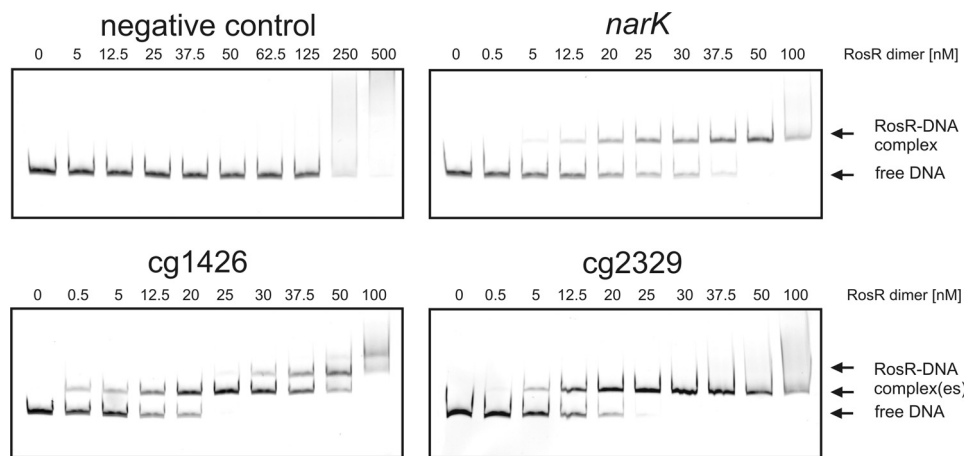 negative control
0 5 12.5 25 37.5 50 62.5 125 250 500
narK
0 0.5 5 12.5 20 25 30 37.5 50 100 RosR dimer [nM]
RosR-DNA
complex
free DNA
cg1426
0 0.5 5 12.5 20 25 30 37.5 50 100
cg2329
0 0.5 5 12.5 20 25 30 37.5 50 100 RosR dimer [nM]
RosR-DNA
complex(es)
free DNA